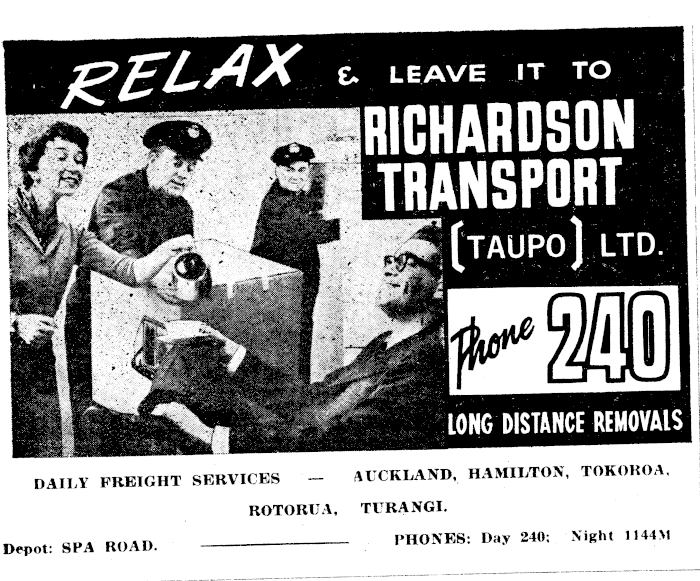 RELAX & LEAVE IT TO
RICHARDSON
TRANSPORT
[TAUPO] LTD.
Phone 240
LONG DISTANCE REMOVALS
DAILY FREIGHT SERVICES — AUCKLAND, HAMILTON, TOKOROA,
ROTORUA, TURANGI.
Depot: SPA ROAD. PHONES: Day 240; Night 1144M